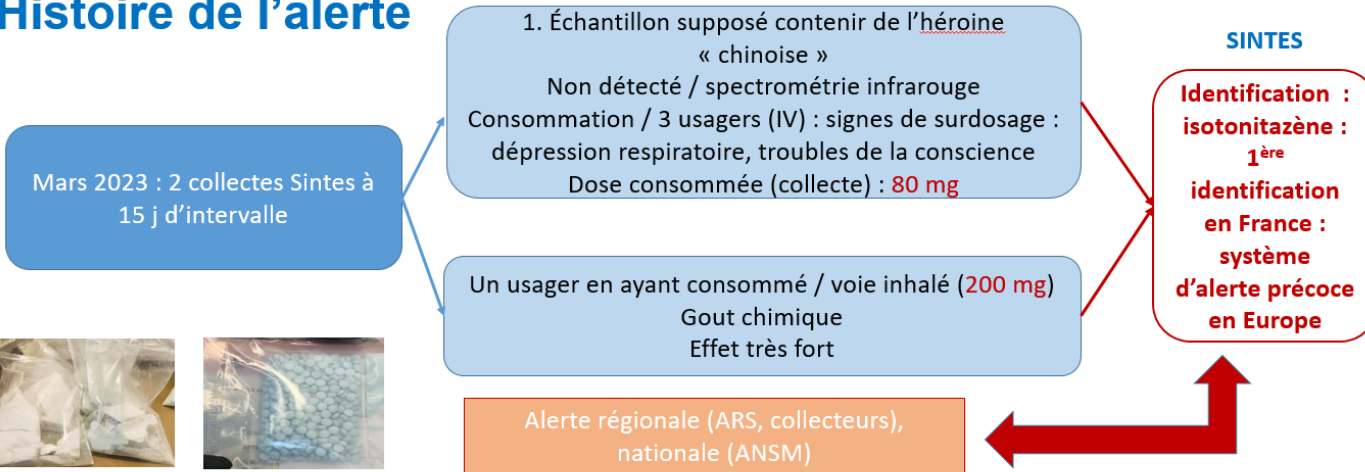 Histoire de l'alerte
Mars 2023 : 2 collectes Sintes à
15 j d'intervalle
1. Échantillon supposé contenir de l'héroine
« chinoise »
Non détecté / spectrométrie infrarouge
Consommation / 3 usagers (IV) : signes de surdosage :
dépression respiratoire, troubles de la conscience
Dose consommée (collecte) : 80 mg
Un usager en ayant consommé / voie inhalé (200 mg)
Gout chimique
Effet très fort
SINTES
Identification :
isotonitazène :
1ère
identification
en France :
système
d'alerte précoce
en Europe
Alerte régionale (ARS, collecteurs),
nationale (ANSM)